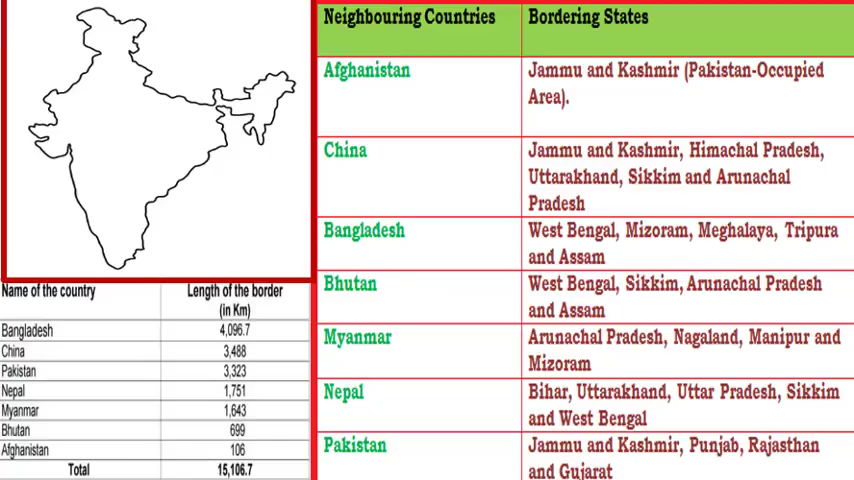 Neighbouring Countries Bordering States
Afghanistan Jammu and Kashmir (Pakistan-Occupied
Area).
China Jammu and Kashmir, Himachal Pradesh,
Uttarakhand, Sikkim and Arunachal
Pradesh
Bangladesh West Bengal, Mizoram, Meghalaya, Tripura
and Assam
Bhutan West Bengal, Sikkim, Arunachal Pradesh
and Assam
Myanmar Arunachal Pradesh, Nagaland, Manipur and
Mizoram
Nepal Bihar, Uttarakhand, Uttar Pradesh, Sikkim
and West Bengal
Pakistan Jammu and Kashmir, Punjab, Rajasthan
and Gujarat
Name of the country Length of the border
(in Km)
Bangladesh 4,096.7
China 3,488
Pakistan 3,323
Nepal 1,751
Myanmar 1,643
Bhutan 699
Afghanistan 106
Total 15,106.7